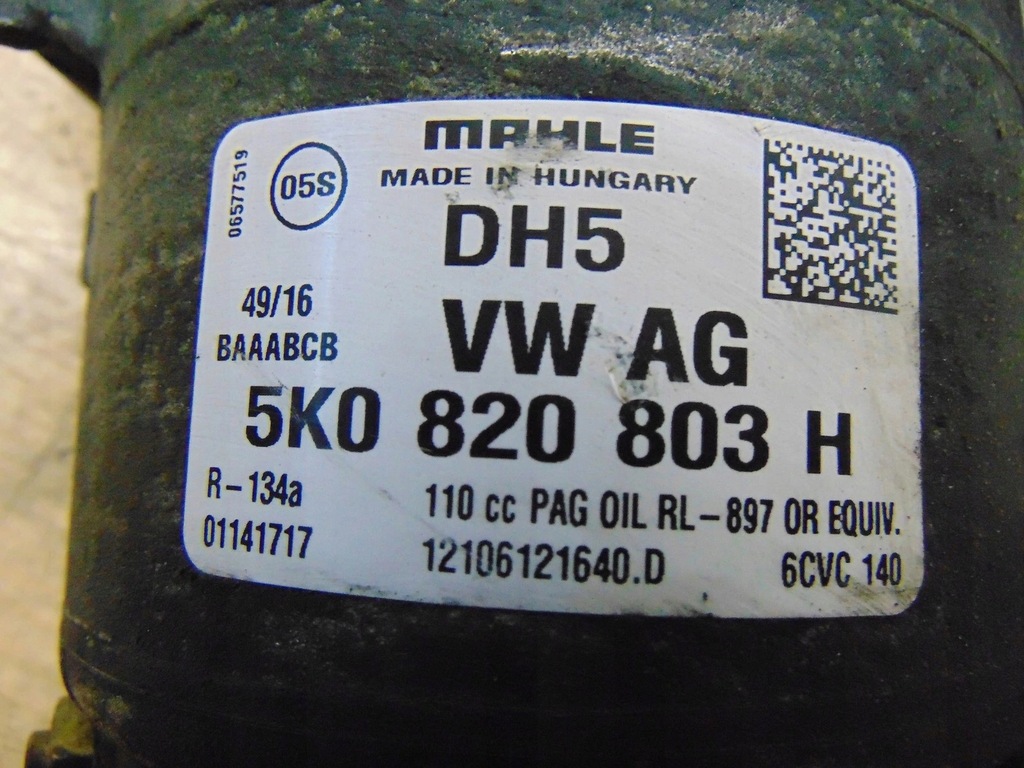 MAHLE
MADE IN HUNGARY
06577519
05S
DH5
49/16
BAAABCB
VW AG
5K0 820 803 H
R-134a
110 cc PAG OIL RL-897 OR EQUIV.
01141717
12106121640.D
6CVC 140